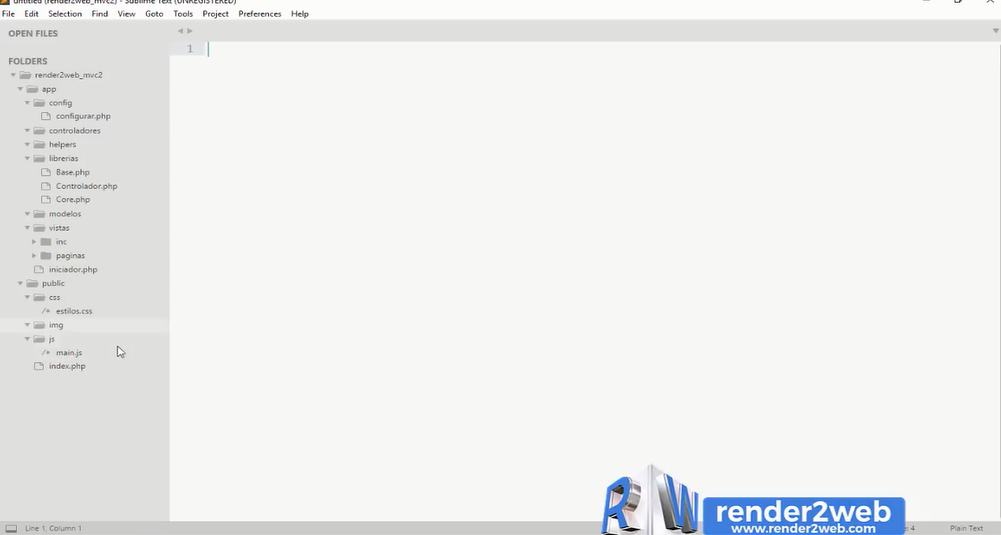 untitled (render2web_mvc2) - Sublime Text (UNREGISTERED)
File Edit Selection Find View Goto Tools Project Preferences Help
OPEN FILES
FOLDERS
render2web_mvc2
app
config
configurar.php
controladores
helpers
librerias
Base.php
Controlador.php
Core.php
modelos
vistas
inc
paginas
iniciador.php
public
css
estilos.css
img
js
main.js
index.php
1
RW
render2web
www.render2web.com
Line 1, Column 1
4
Plain Text